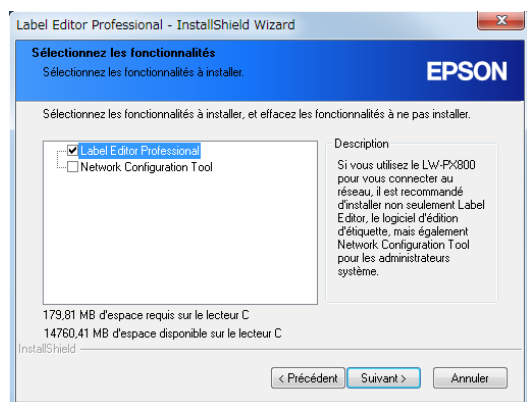 Label Editor Professional - InstallShield Wizard
Sélectionnez les fonctionnalités
Sélectionnez les fonctionnalités à installer.
EPSON
Sélectionnez les fonctionnalités à installer, et effacez les fonctionnalités à ne pas installer.
Label Editor Professional
Network Configuration Tool
Description
Si vous utilisez le LW-PX800
pour vous connecter au
réseau, il est recommandé
d'installer non seulement Label
Editor, le logiciel d'édition
d'étiquette, mais également
Network Configuration Tool
pour les administrateurs
système.
179,81 MB d'espace requis sur le lecteur C
14760,41 MB d'espace disponible sur le lecteur C
InstallShield
< Précédent
Suivant >
Annuler